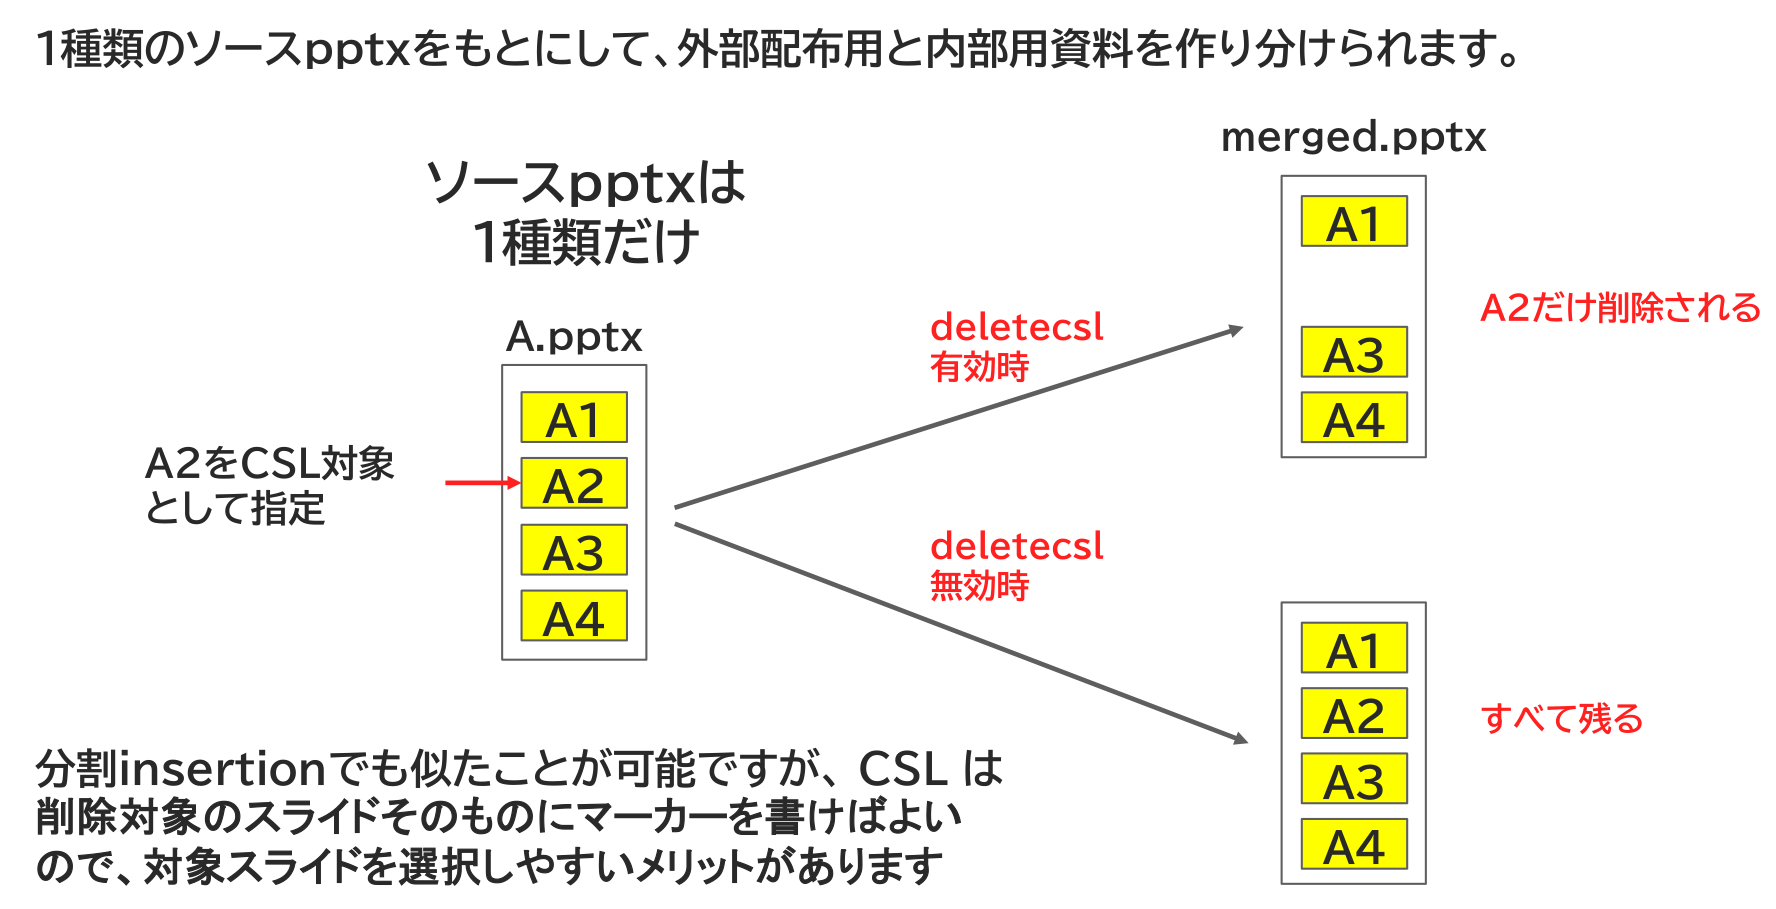 1種類のソースpptxをもとにして、外部配布用と内部用資料を作り分けられます。
ソースpptxは
1種類だけ
A.pptx
A1
A2
A3
A4
A2をCSL対象
として指定
deletecsl
有効時
merged.pptx
A1
A3
A4
A2だけ削除される
deletecsl
無効時
A1
A2
A3
A4
すべて残る
分割insertionでも似たことが可能ですが、CSL は
削除対象のスライドそのものにマーカーを書けばよい
ので、対象スライドを選択しやすいメリットがあります